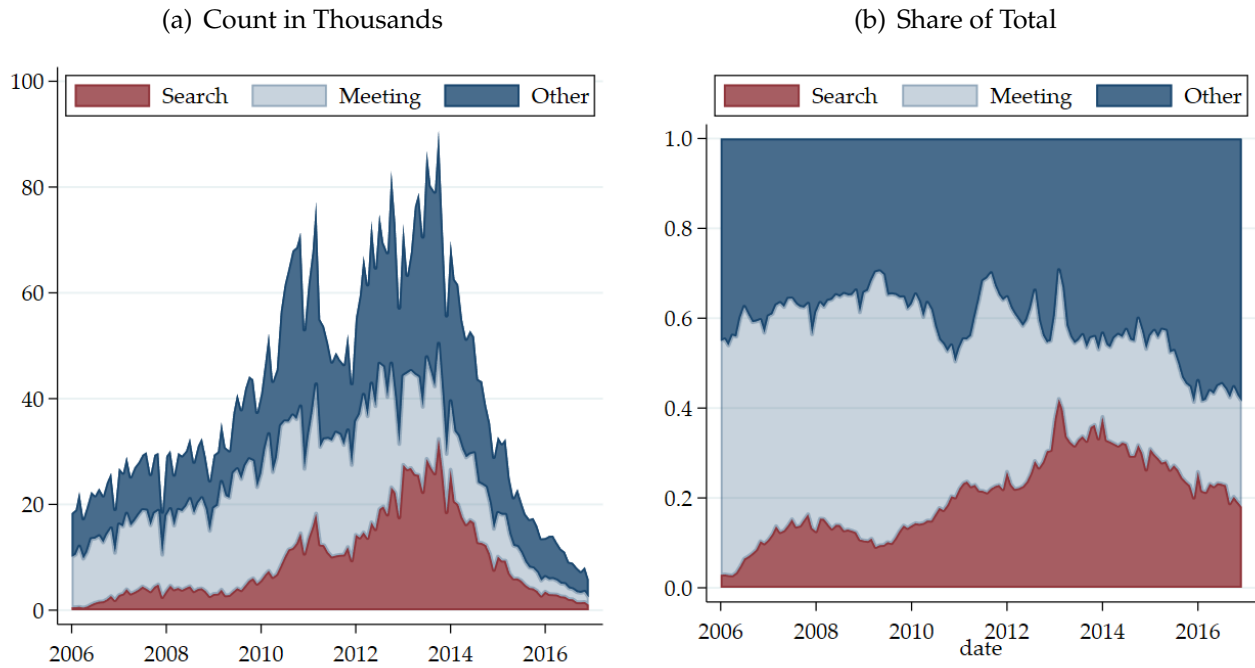 (a) Count in Thousands
Search Meeting Other
100
80
60
40
20
0
2006 2008 2010 2012 2014 2016
(b) Share of Total
Search Meeting Other
1.0
0.8
0.6
0.4
0.2
0.0
2006 2008 2010 2012 2014 2016
date